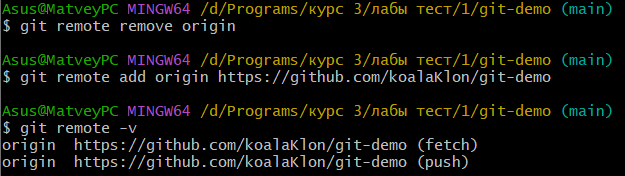 Asus@MatveyPC MINGW64 /d/Programs/курс 3/лабы тест/1/git-demo (main)
$ git remote remove origin
Asus@MatveyPC MINGW64 /d/Programs/курс 3/лабы тест/1/git-demo (main)
$ git remote add origin https://github.com/koalaKlon/git-demo
Asus@MatveyPC MINGW64 /d/Programs/курс 3/лабы тест/1/git-demo (main)
$ git remote -v
origin  https://github.com/koalaKlon/git-demo (fetch)
origin  https://github.com/koalaKlon/git-demo (push)